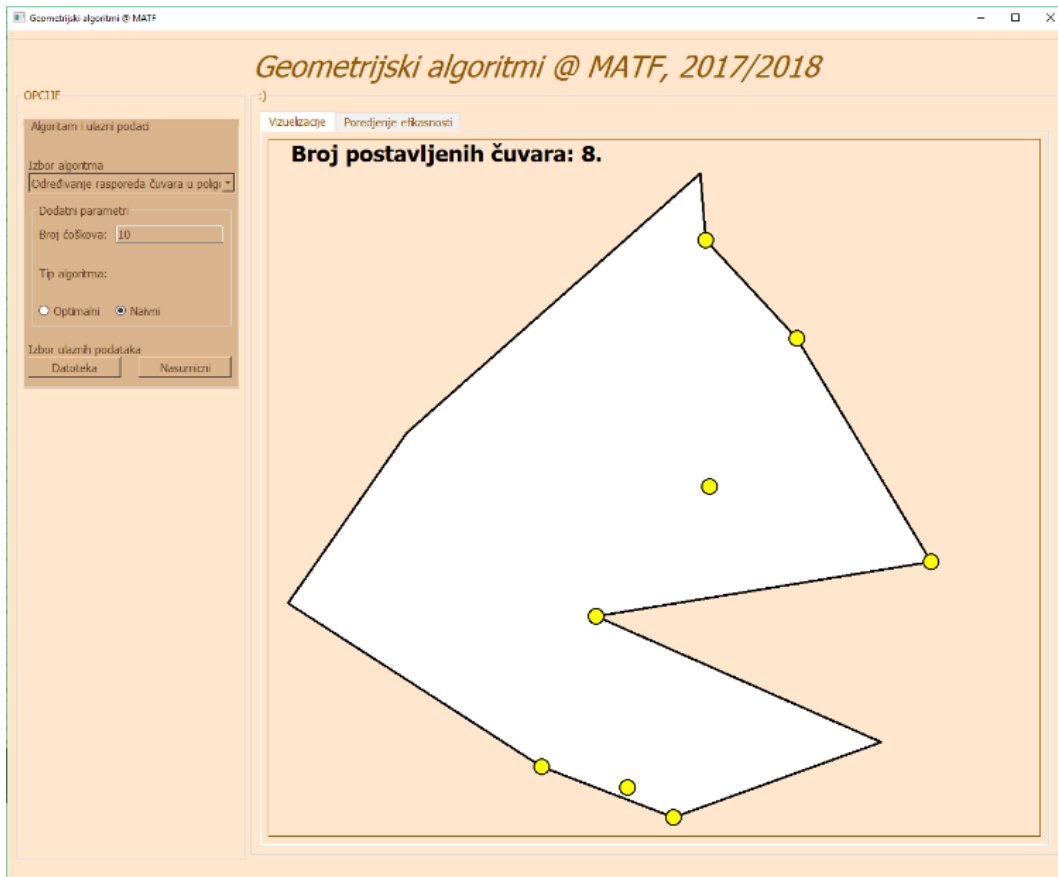 Geometrijski algoritmi @ MATF
Geometrijski algoritmi @ MATF, 2017/2018
OPCIJE
Algoritam i ulazni podaci
Izbor algoritma
Određivanje rasporeda čuvara u polig
Dodatni parametri
Broj ćoškova: 10
Tip algoritma:
Optimalni Naivni
Izbor ulaznih podataka
Datoteka Nasumicni
:)
Vizuelizacije Poredjenje efikasnosti
Broj postavljenih čuvara: 8.